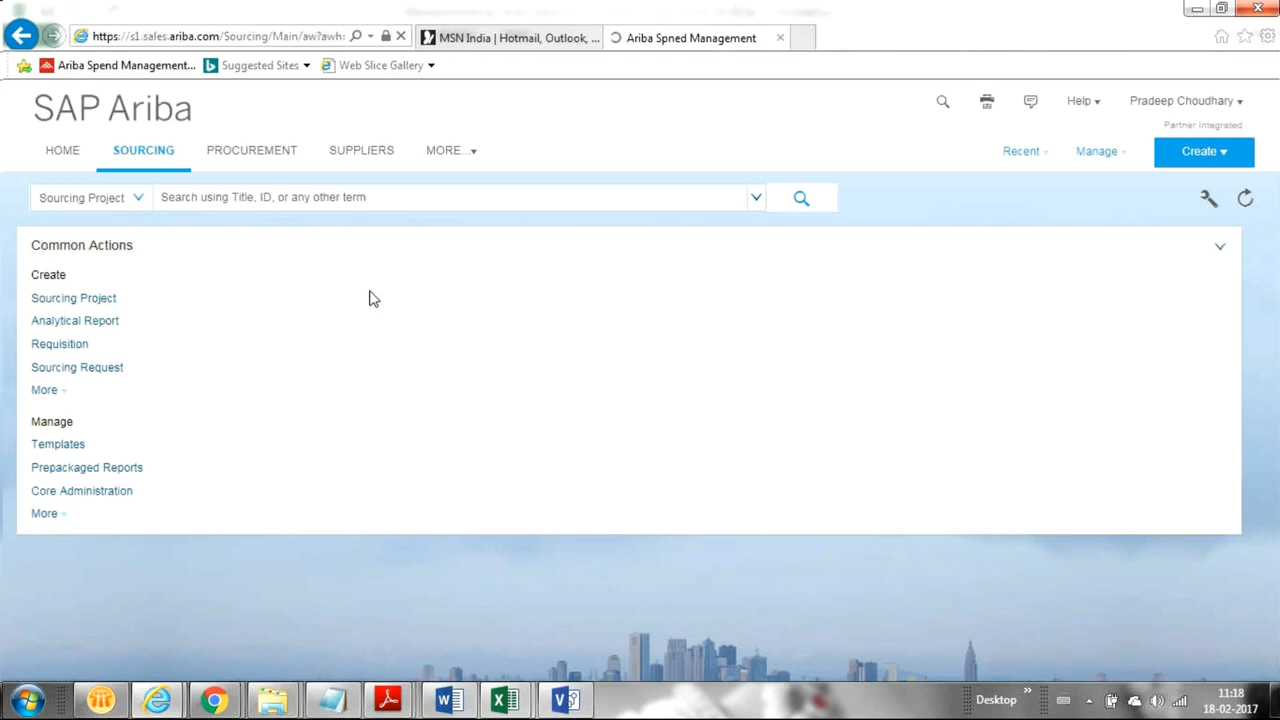 https://s1.sales.ariba.com/Sourcing/Main/aw?awh:
MSN India | Hotmail, Outlook, ...
Ariba Spned Management
Ariba Spend Management...
Suggested Sites
Web Slice Gallery
SAP Ariba
Help
Pradeep Choudhary
Partner Integrated
HOME
SOURCING
PROCUREMENT
SUPPLIERS
MORE...
Recent
Manage
Create
Sourcing Project
Search using Title, ID, or any other term
Common Actions
Create
Sourcing Project
Analytical Report
Requisition
Sourcing Request
More
Manage
Templates
Prepackaged Reports
Core Administration
More
Desktop
11:18
18-02-2017